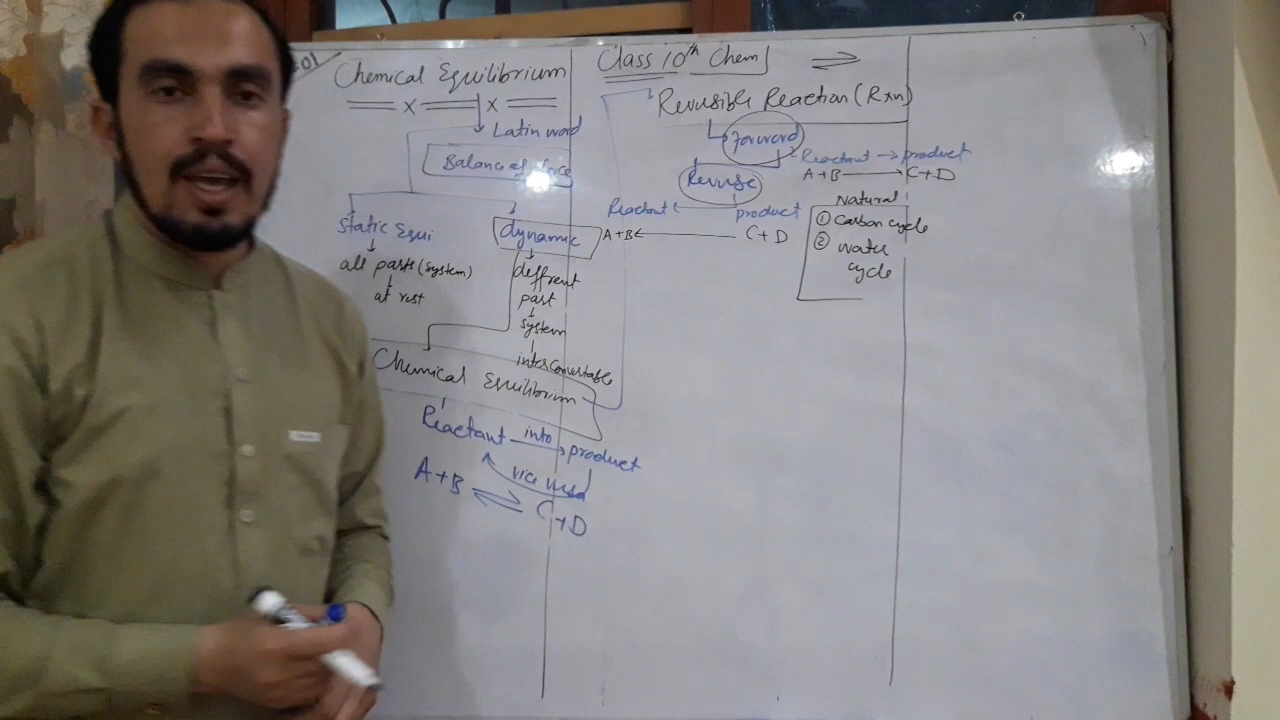 01
Chemical Equilibrium
Latin word
Balance of force
Static Equi
all parts (system)
at rest
dynamic
deffrent
part
system
interconvertable
Chemical Equilibrium
Reactant into product
vice versa
A+B ⇌ C+D
Class 10th Chem ⇌
Reversible Reaction (Rxn)
Forward
Reactant → product
A+B → C+D
Reverse
Reactant ← product
A+B ← C+D
Natural
① Carbon cycle
② water
cycle